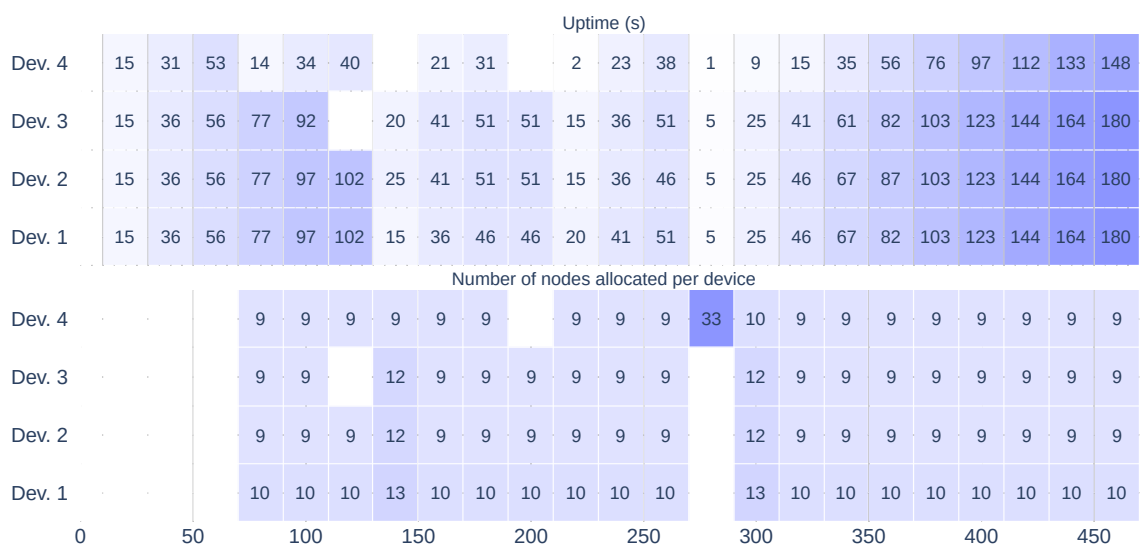 Uptime (s)
Dev. 4 15 31 53 14 34 40 21 31 2 23 38 1 9 15 35 56 76 97 112 133 148
Dev. 3 15 36 56 77 92 20 41 51 51 15 36 51 5 25 41 61 82 103 123 144 164 180
Dev. 2 15 36 56 77 97 102 25 41 51 51 15 36 46 5 25 46 67 87 103 123 144 164 180
Dev. 1 15 36 56 77 97 102 15 36 46 46 20 41 51 5 25 46 67 82 103 123 144 164 180
Number of nodes allocated per device
Dev. 4 9 9 9 9 9 9 9 9 9 33 10 9 9 9 9 9 9 9 9
Dev. 3 9 9 12 9 9 9 9 9 9 12 9 9 9 9 9 9 9 9
Dev. 2 9 9 9 12 9 9 9 9 9 9 12 9 9 9 9 9 9 9 9
Dev. 1 10 10 10 13 10 10 10 10 10 10 13 10 10 10 10 10 10 10 10
0 50 100 150 200 250 300 350 400 450